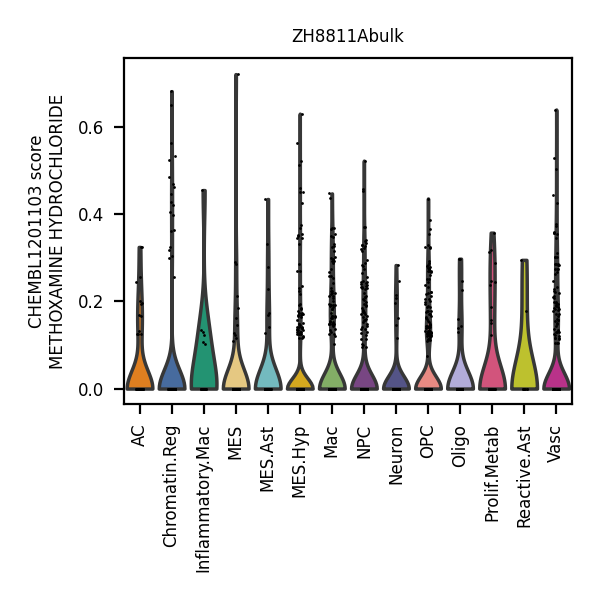 ZH8811Abulk
CHEMBL1201103 score
METHOXAMINE HYDROCHLORIDE
0.6
0.4
0.2
0.0
AC
Chromatin.Reg
Inflammatory.Mac
MES
MES.Ast
MES.Hyp
Mac
NPC
Neuron
OPC
Oligo
Prolif.Metab
Reactive.Ast
Vasc